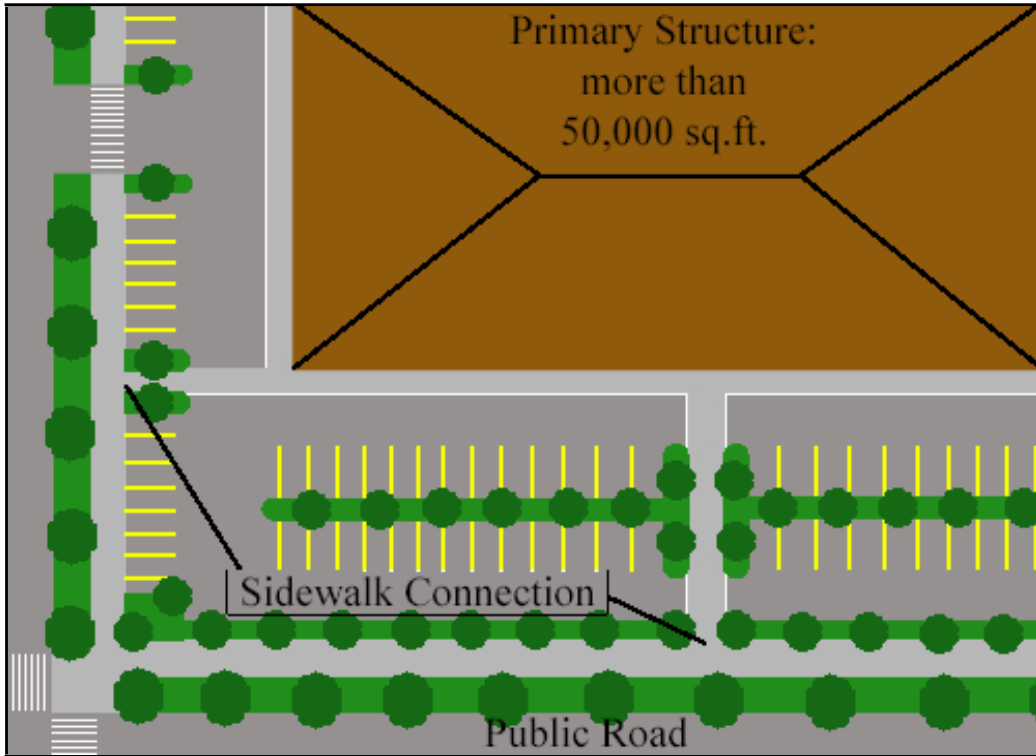 Primary Structure:
more than
50,000 sq.ft.
Sidewalk Connection
Public Road